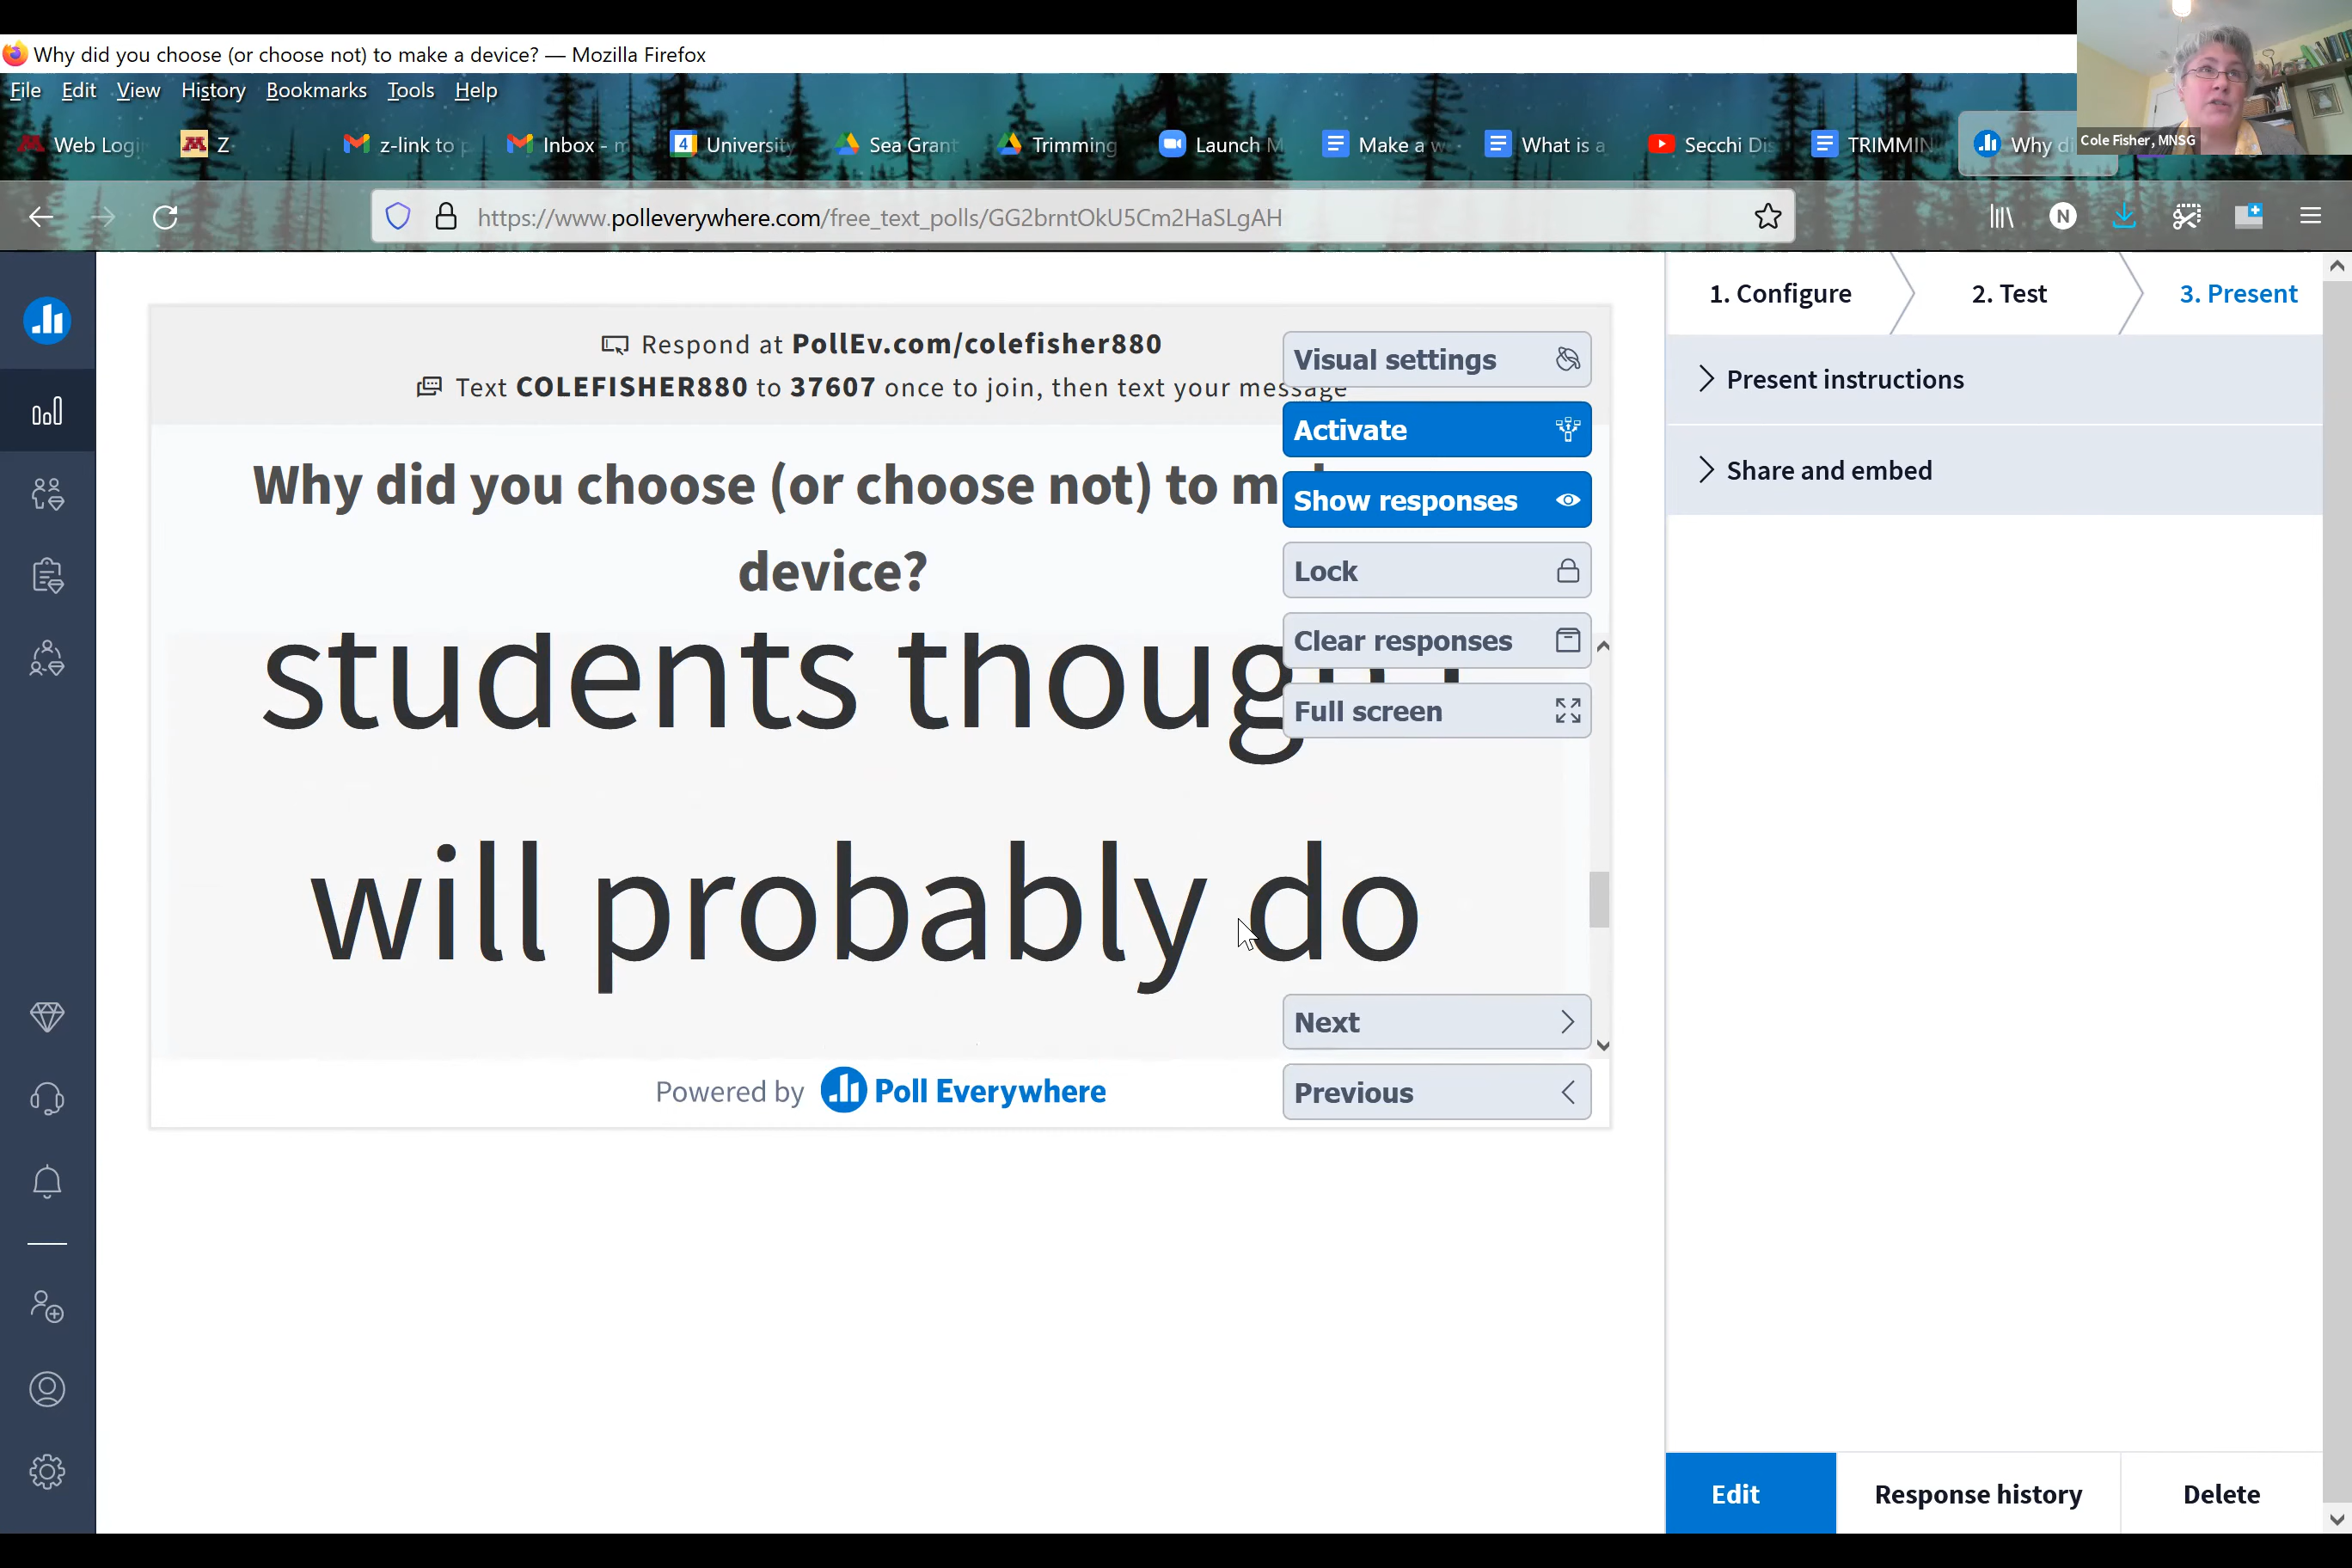 Why did you choose (or choose not) to make a device? — Mozilla Firefox
File Edit View History Bookmarks Tools Help
Web Login Z z-link to p Inbox - m University Sea Grant Trimming Launch M Make a w What is a Secchi Dis TRIMMIN Why di
Cole Fisher, MNSG
https://www.polleverywhere.com/free_text_polls/GG2brntOkU5Cm2HaSLgAH
N
1. Configure 2. Test 3. Present
Respond at PollEv.com/colefisher880
Text COLEFISHER880 to 37607 once to join, then text your message
Visual settings
Activate
Show responses
Lock
Clear responses
Full screen
Why did you choose (or choose not) to m
device?
students thought
will probably do
Next
Previous
Powered by Poll Everywhere
Present instructions
Share and embed
Edit Response history Delete